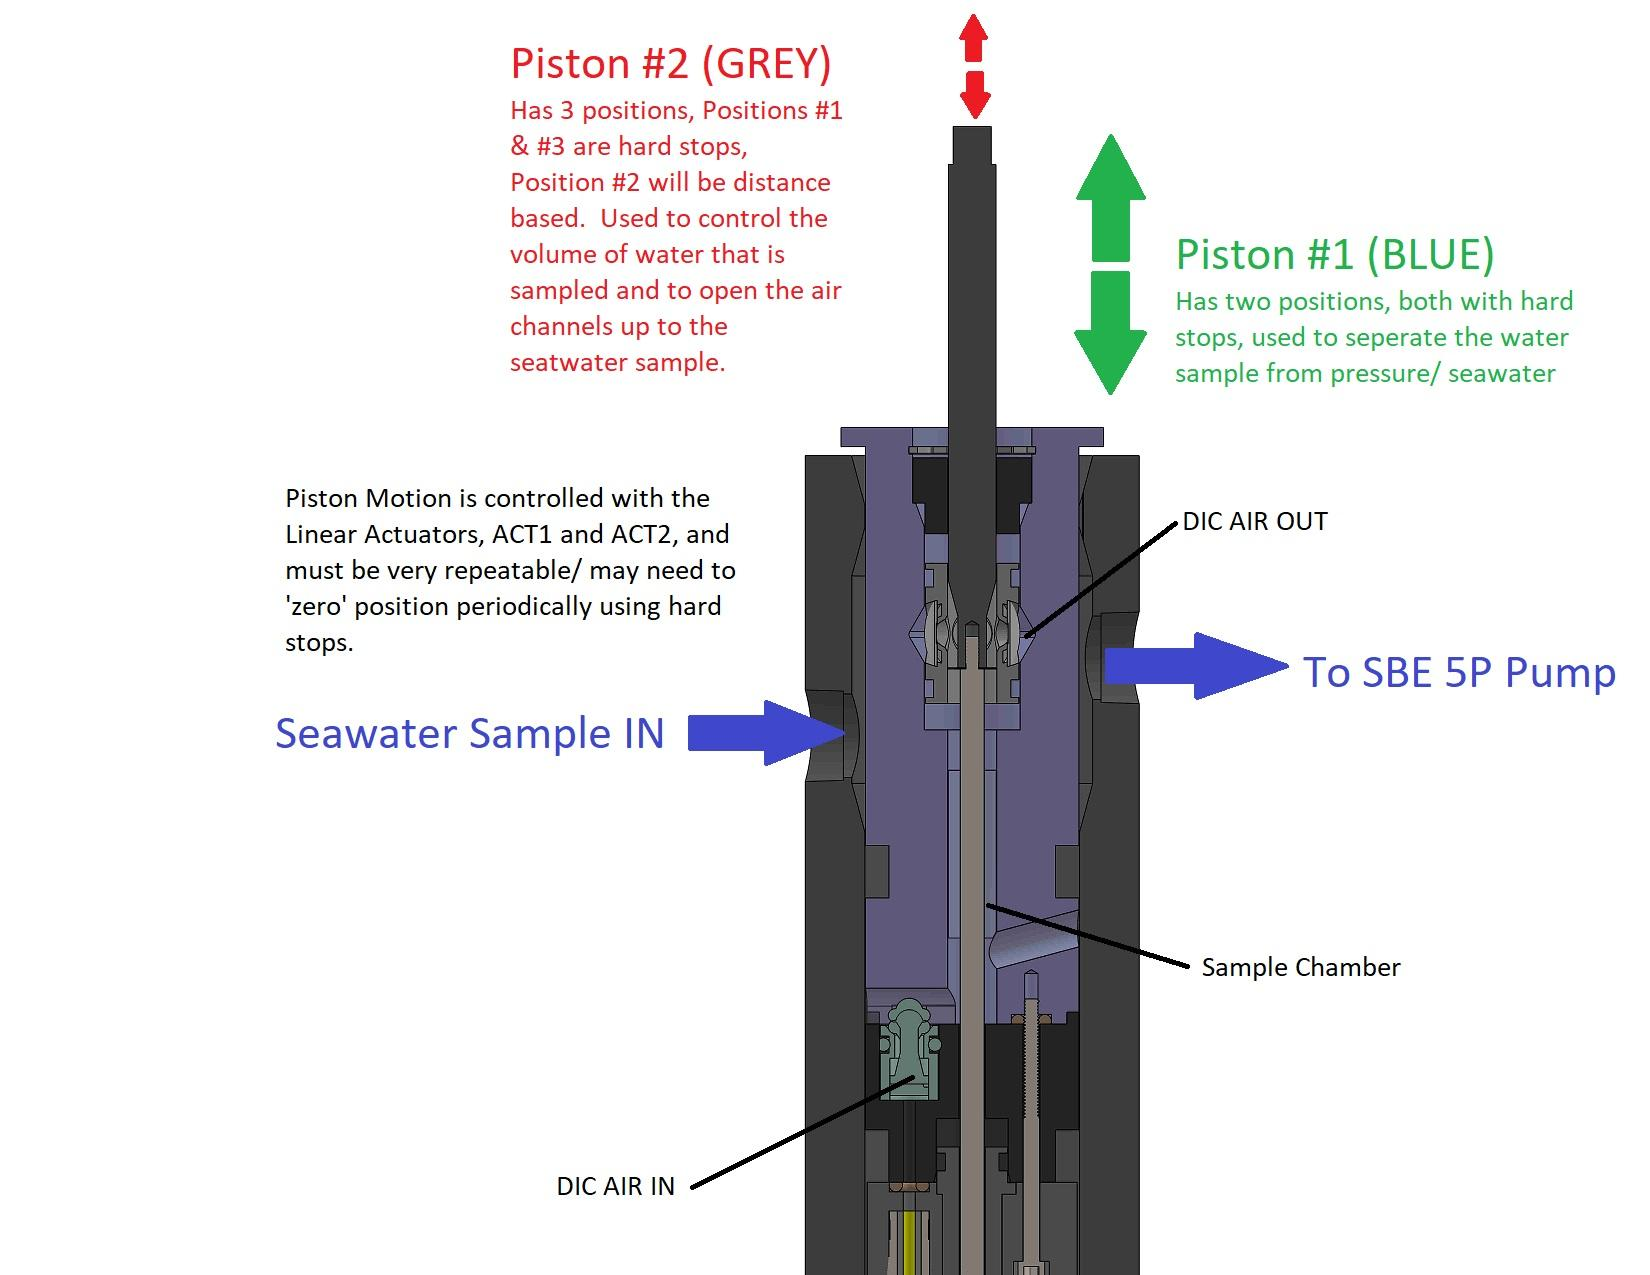 Piston #2 (GREY)
Has 3 positions, Positions #1
& #3 are hard stops,
Position #2 will be distance
based.  Used to control the
volume of water that is
sampled and to open the air
channels up to the
seatwater sample.
Piston #1 (BLUE)
Has two positions, both with hard
stops, used to seperate the water
sample from pressure/ seawater
Piston Motion is controlled with the
Linear Actuators, ACT1 and ACT2, and
must be very repeatable/ may need to
'zero' position periodically using hard
stops.
DIC AIR OUT
To SBE 5P Pump
Seawater Sample IN
Sample Chamber
DIC AIR IN